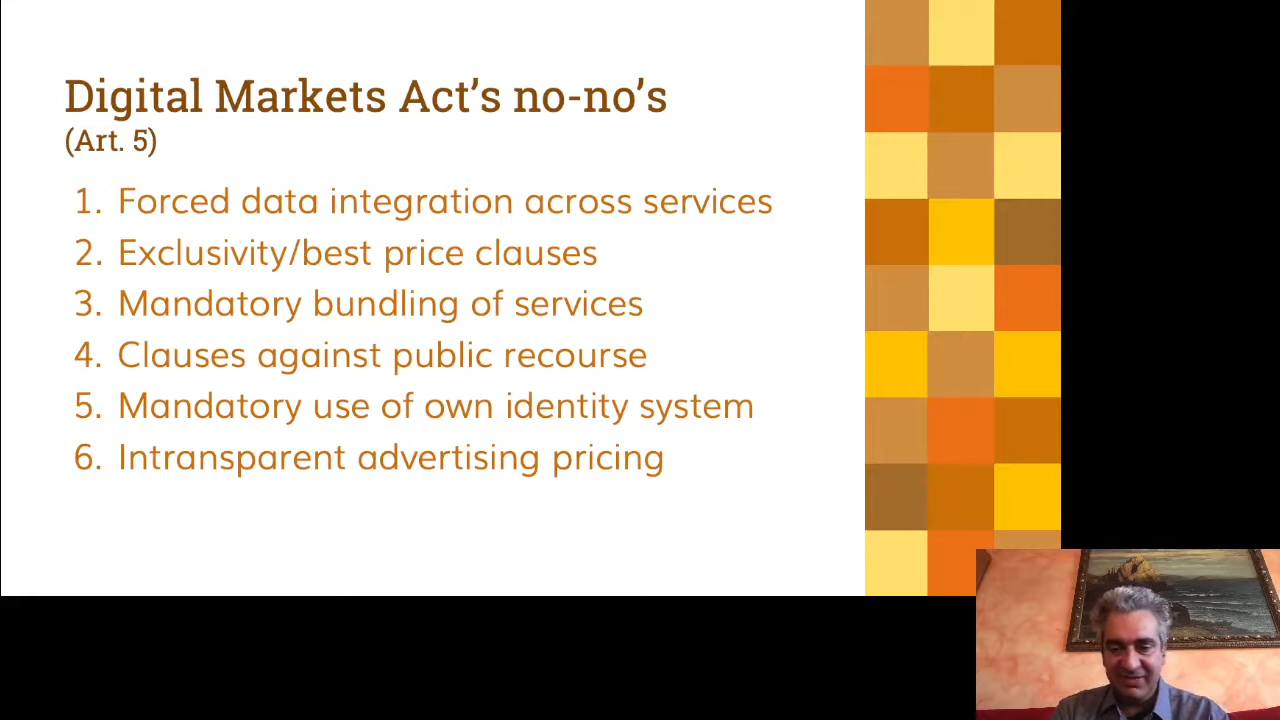 Digital Markets Act’s no-no’s
(Art. 5)
1. Forced data integration across services
2. Exclusivity/best price clauses
3. Mandatory bundling of services
4. Clauses against public recourse
5. Mandatory use of own identity system
6. Intransparent advertising pricing